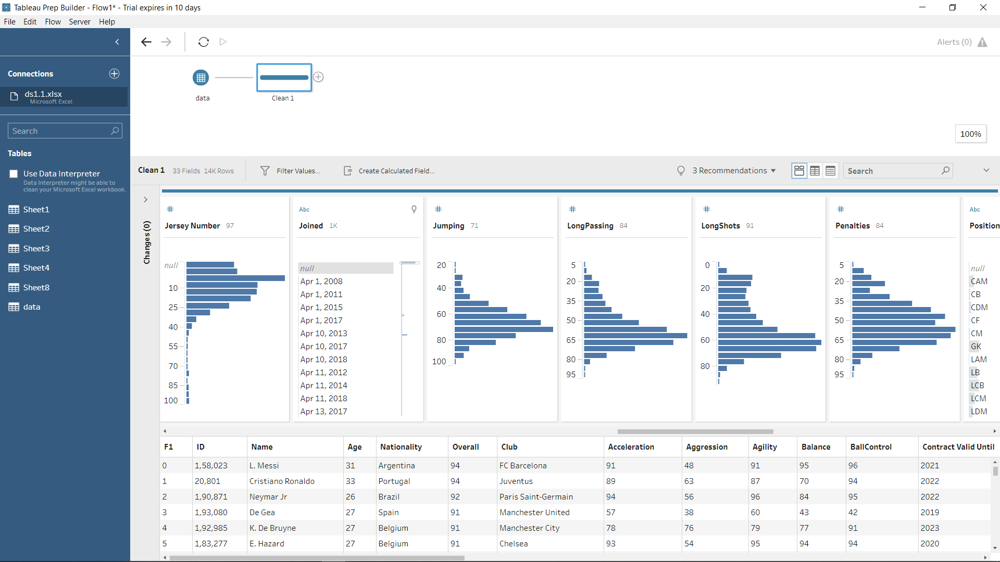 Tableau Prep Builder - Flow1* - Trial expires in 10 days
File Edit Flow Server Help
Alerts (0)
Connections
ds1.1.xlsx
Microsoft Excel
Search
Tables
Use Data Interpreter
Data Interpreter might be able to
clean your Microsoft Excel workbook.
Sheet1
Sheet2
Sheet3
Sheet4
Sheet8
data
data
Clean 1
100%
Clean 1 33 Fields 14K Rows Filter Values... Create Calculated Field... 3 Recommendations Search
Changes (0)
#
Jersey Number 97
null
10
25
40
55
70
85
100
Abc
Joined 1K
null
Apr 1, 2008
Apr 1, 2011
Apr 1, 2015
Apr 1, 2017
Apr 10, 2013
Apr 10, 2017
Apr 10, 2018
Apr 11, 2012
Apr 11, 2014
Apr 11, 2018
Apr 13, 2017
#
Jumping 71
20
40
60
80
100
#
LongPassing 84
5
20
35
50
65
80
95
#
LongShots 91
0
20
40
60
80
#
Penalties 84
5
20
35
50
65
80
95
Abc
Position
null
CAM
CB
CDM
CF
CM
GK
LAM
LB
LCB
LCM
LDM
F1 ID Name Age Nationality Overall Club Acceleration Aggression Agility Balance BallControl Contract Valid Until
0 1,58,023 L. Messi 31 Argentina 94 FC Barcelona 91 48 91 95 96 2021
1 20,801 Cristiano Ronaldo 33 Portugal 94 Juventus 89 63 87 70 94 2022
2 1,90,871 Neymar Jr 26 Brazil 92 Paris Saint-Germain 94 56 96 84 95 2022
3 1,93,080 De Gea 27 Spain 91 Manchester United 57 38 60 43 42 2019
4 1,92,985 K. De Bruyne 27 Belgium 91 Manchester City 78 76 79 77 91 2023
5 1,83,277 E. Hazard 27 Belgium 91 Chelsea 93 54 95 94 94 2020